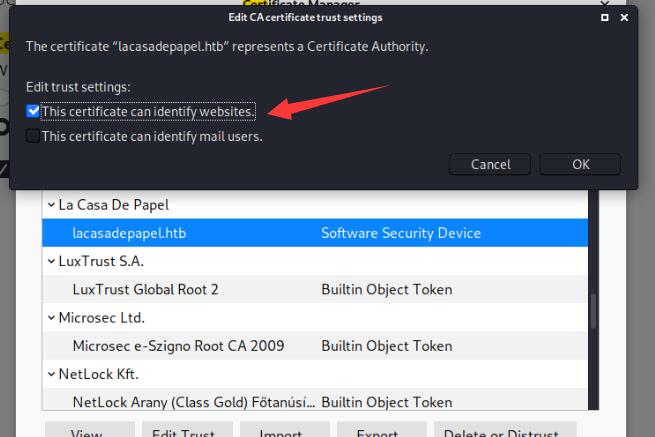 Certificate Manager
Edit CA certificate trust settings
The certificate “lacasadepapel.htb” represents a Certificate Authority.
Edit trust settings:
This certificate can identify websites.
This certificate can identify mail users.
Cancel OK
La Casa De Papel
lacasadepapel.htb Software Security Device
LuxTrust S.A.
LuxTrust Global Root 2 Builtin Object Token
Microsec Ltd.
Microsec e-Szigno Root CA 2009 Builtin Object Token
NetLock Kft.
NetLock Arany (Class Gold) Főtanúsí... Builtin Object Token
View... Edit Trust... Import... Export... Delete or Distrust...